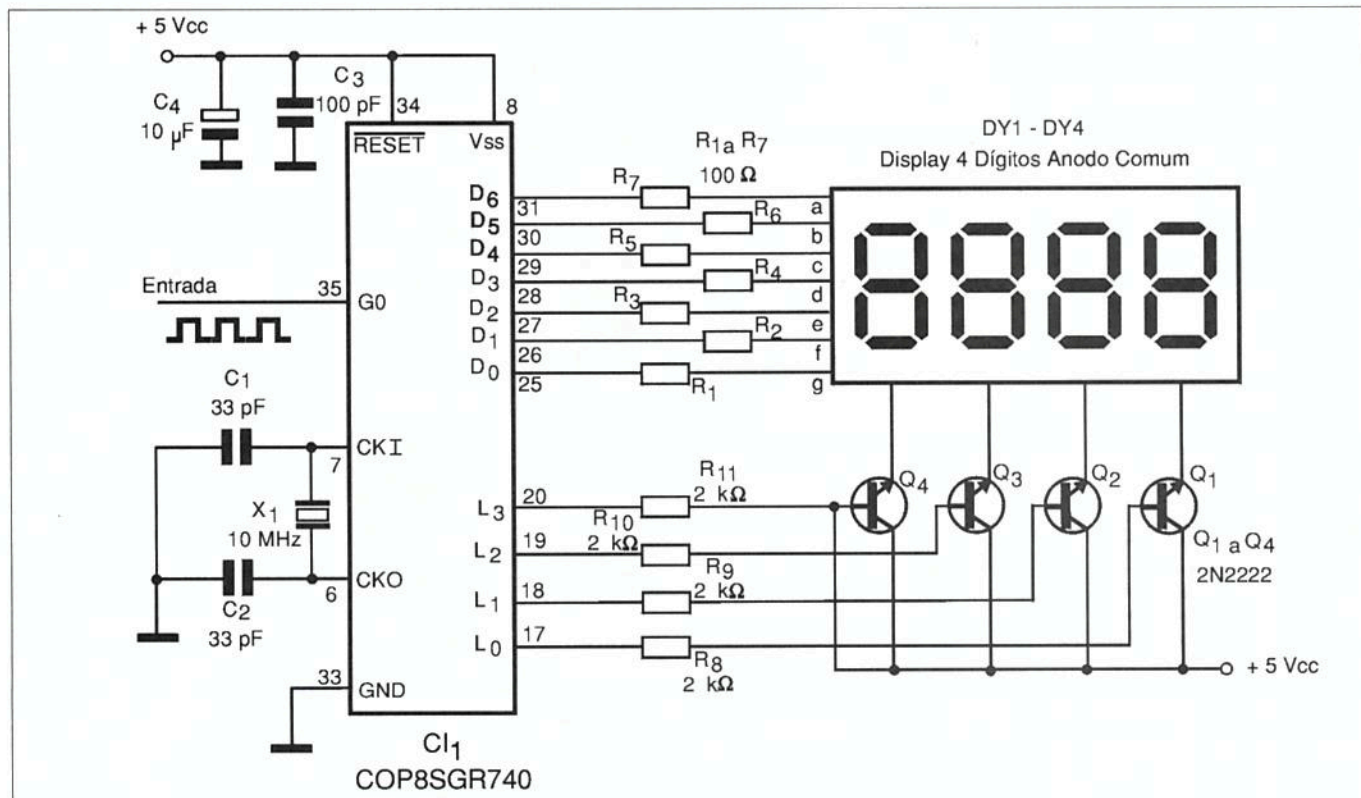 + 5 Vcc
C4
10 µF
C3
100 pF
34
8
RESET
Vss
R1a R7
100 Ω
DY1 - DY4
Display 4 Dígitos Anodo Comum
D6
31
R7
a
D5
30
R6
b
D4
29
R5
c
D3
28
R4
d
D2
27
R3
e
D1
26
R2
f
D0
25
R1
g
Entrada
35
G0
C1
33 pF
CKI
7
X1
10 MHz
CKO
6
C2
33 pF
33
GND
L3
20
R11
2 kΩ
L2
19
R10
2 kΩ
L1
18
R9
2 kΩ
L0
17
R8
2 kΩ
Q4
Q3
Q2
Q1
Q1 a Q4
2N2222
+ 5 Vcc
CI1
COP8SGR740